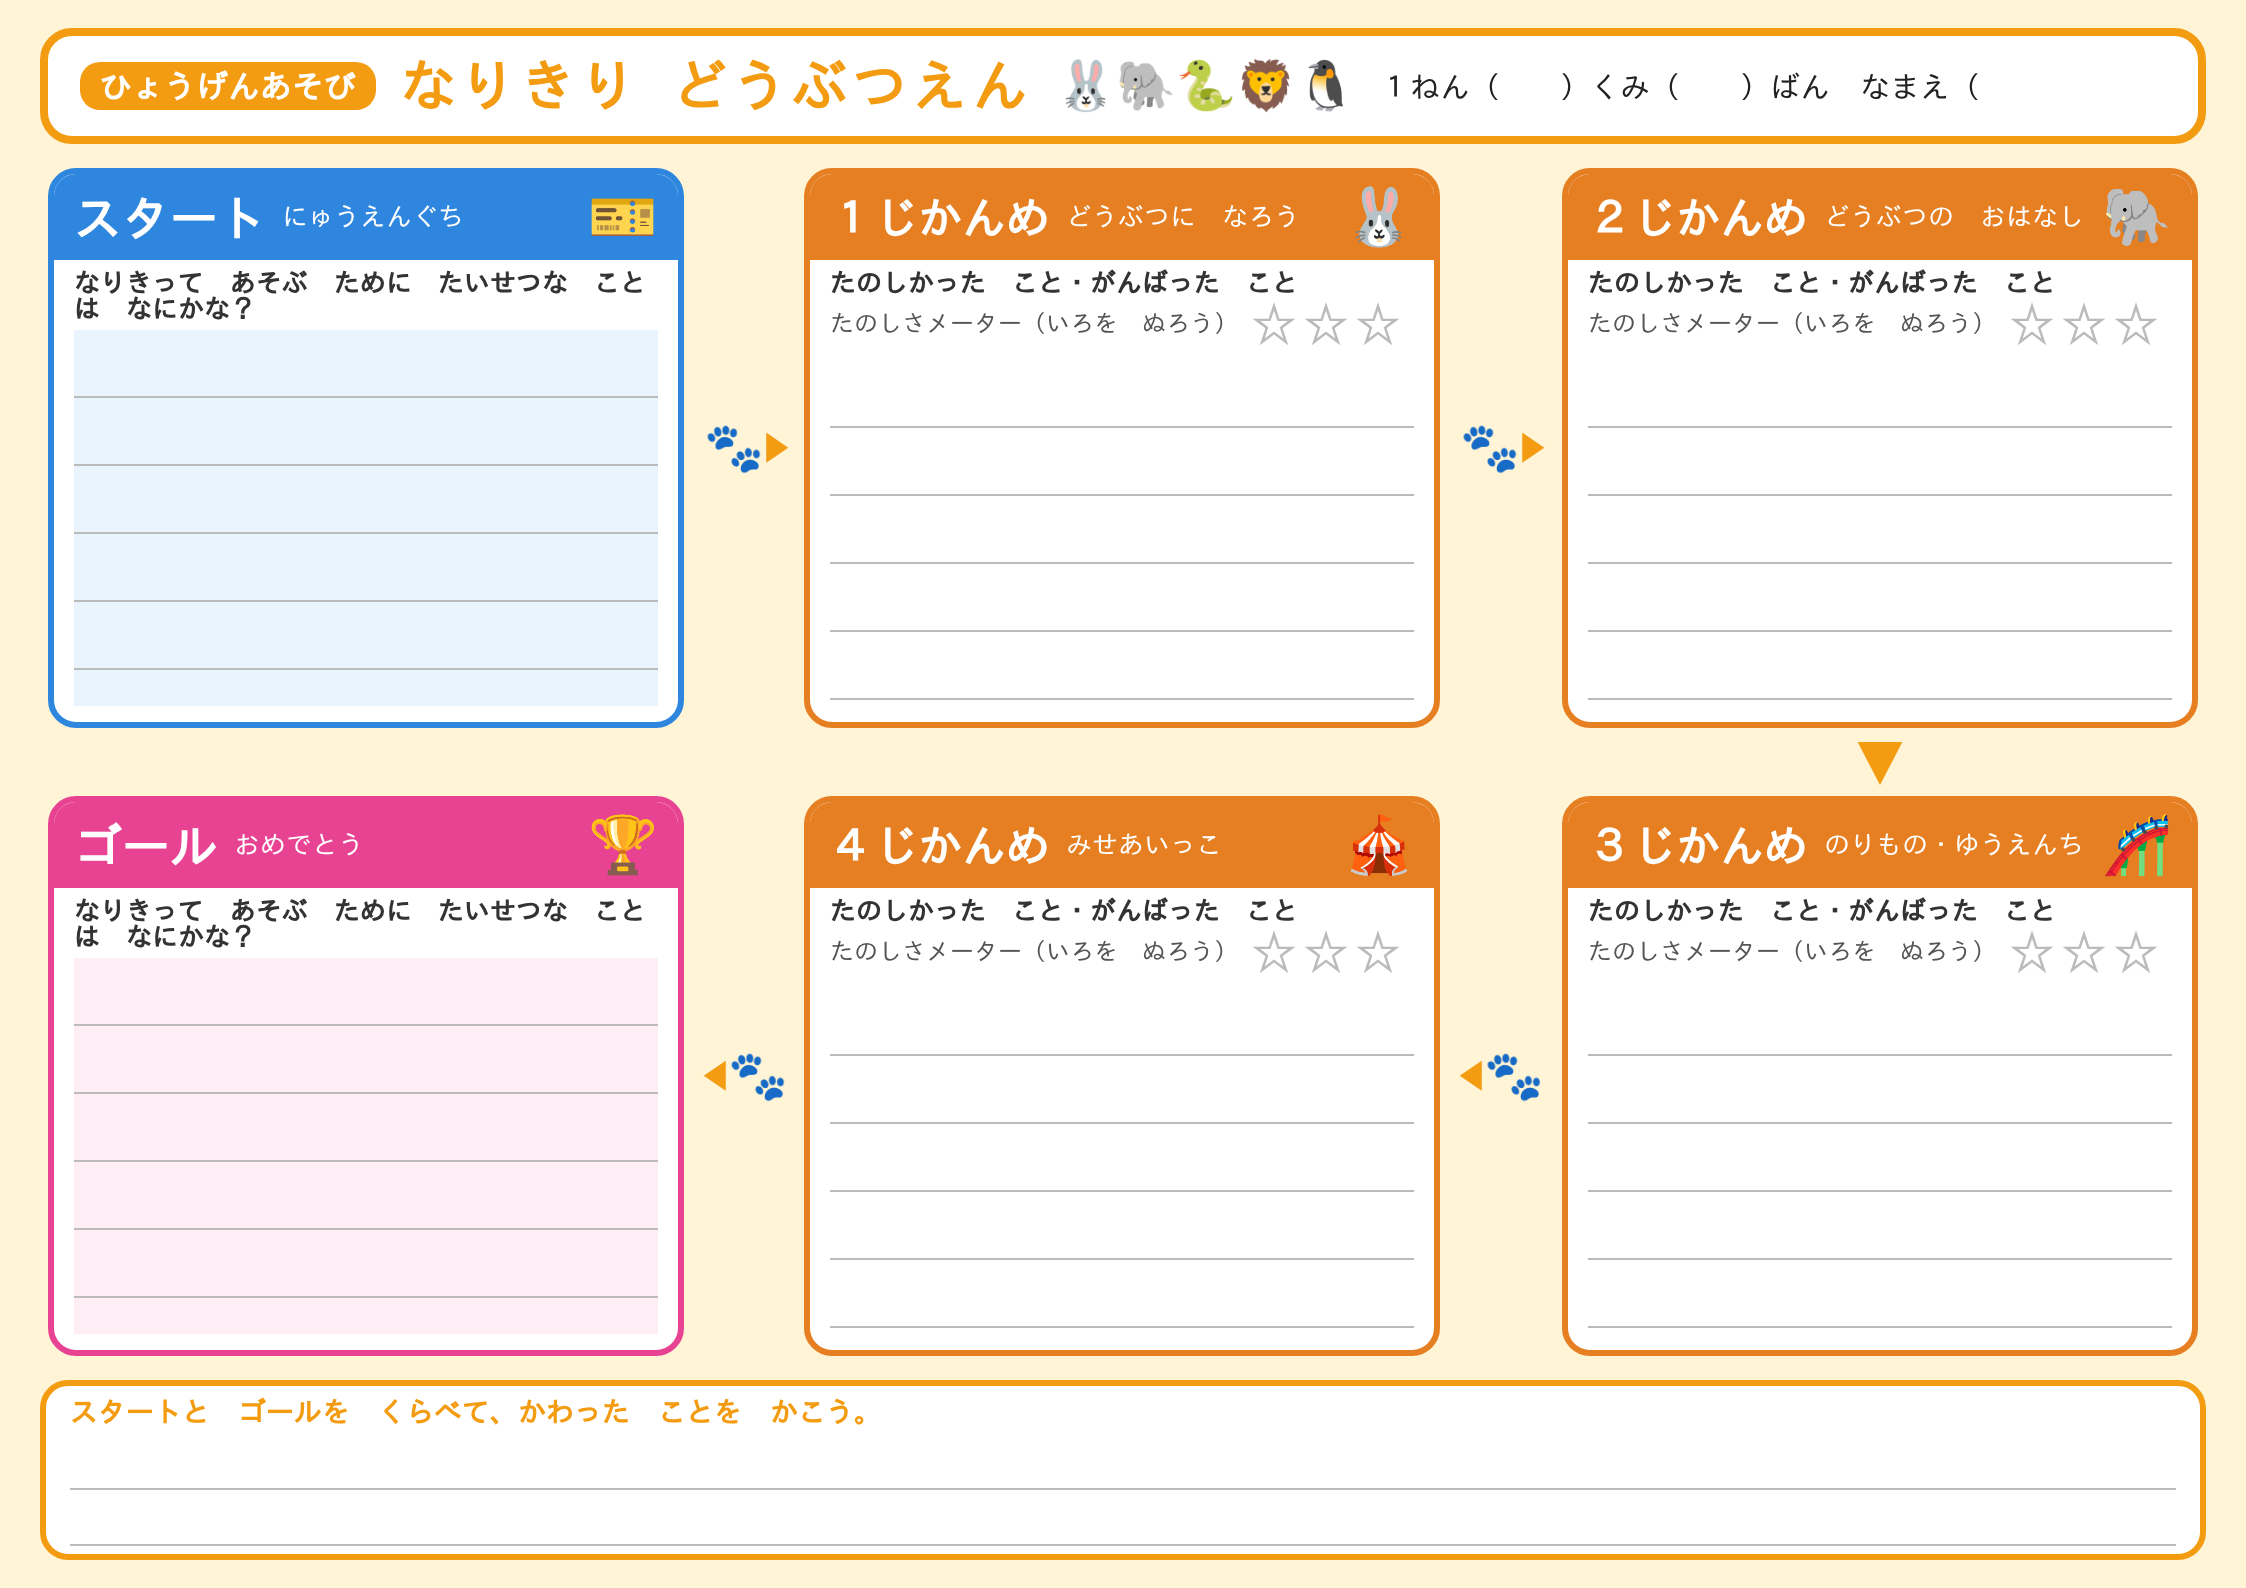 ひょうげんあそび　なりきり　どうぶつえん　１ねん（　　）くみ（　　）ばん　なまえ（
スタート　にゅうえんぐち
なりきって　あそぶ　ために　たいせつな　こと
は　なにかな？
１じかんめ　どうぶつに　なろう
たのしかった　こと・がんばった　こと
たのしさメーター（いろを　ぬろう）　☆☆☆
２じかんめ　どうぶつの　おはなし
たのしかった　こと・がんばった　こと
たのしさメーター（いろを　ぬろう）　☆☆☆
３じかんめ　のりもの・ゆうえんち
たのしかった　こと・がんばった　こと
たのしさメーター（いろを　ぬろう）　☆☆☆
４じかんめ　みせあいっこ
たのしかった　こと・がんばった　こと
たのしさメーター（いろを　ぬろう）　☆☆☆
ゴール　おめでとう
なりきって　あそぶ　ために　たいせつな　こと
は　なにかな？
スタートと　ゴールを　くらべて、かわった　ことを　かこう。